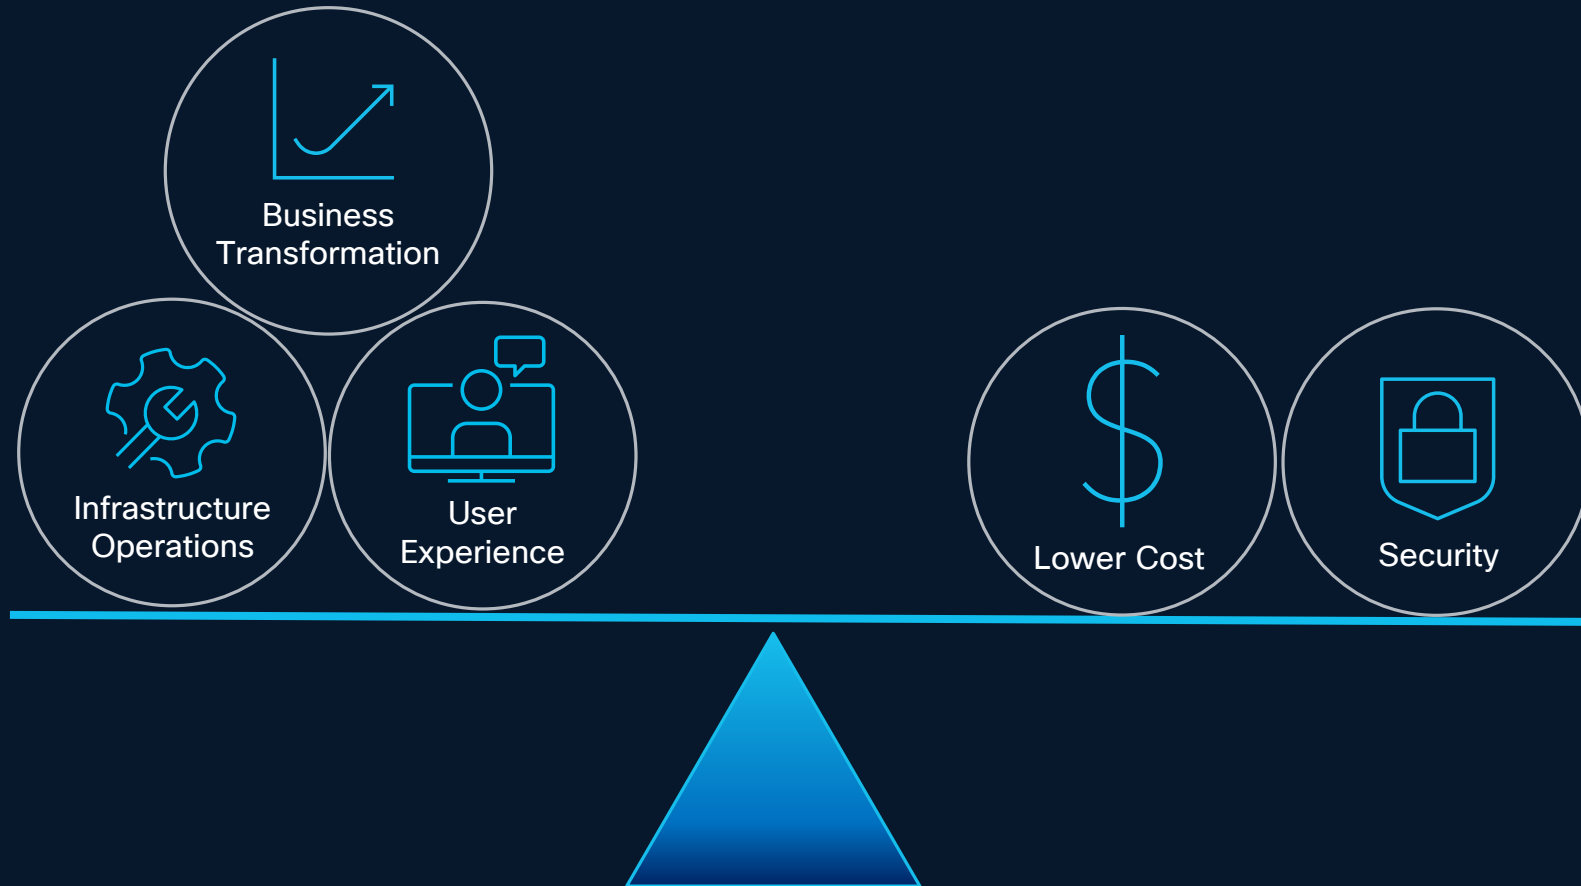 Business
Transformation
Infrastructure
Operations
User
Experience
Lower Cost
Security